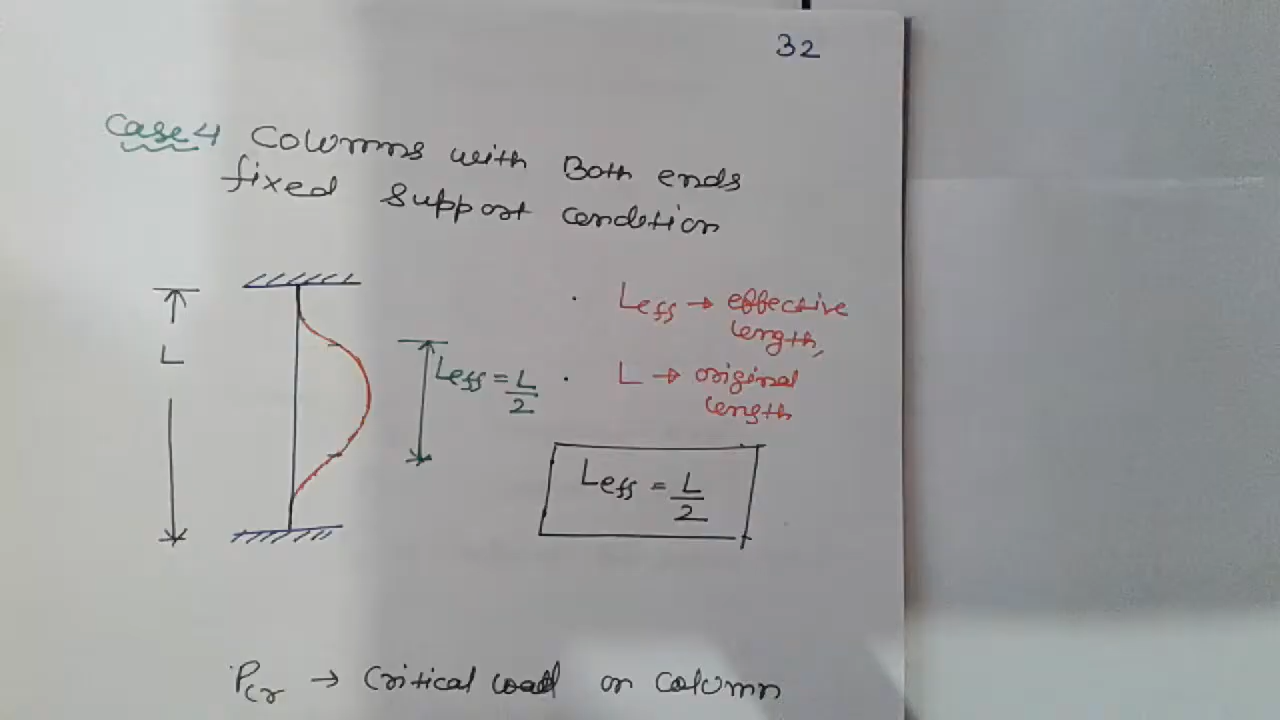 32
Case 4 Columns with Both ends
fixed support condition
L
Leff = L/2
. Leff → effective
length,
. L → original
length
Leff = L/2
Pcr → Critical load on column